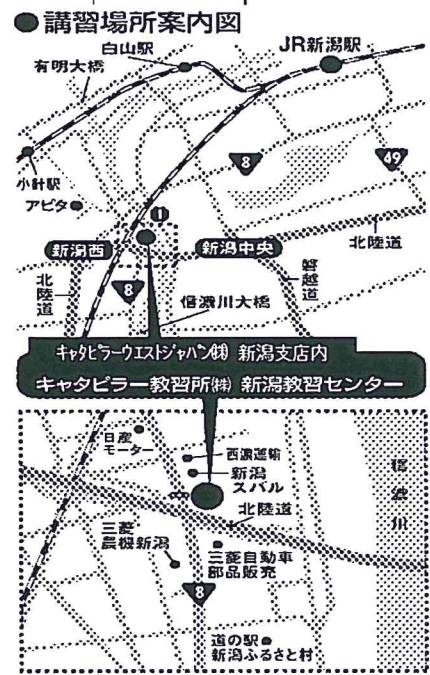 ●講習場所案内図
白山駅
JR新潟駅
有明大橋
小針駅
アピタ
8
49
新潟西
新潟中央
北陸道
北陸道
8
信濃川大橋
磐越道
キャタピラーウエストジャパン㈱ 新潟支店内
キャタピラー教習所㈱ 新潟教習センター
日産
モーター
西濃運輸
新潟
スバル
北陸道
信濃川
三菱
農機新潟
三菱自動車
部品販売
8
道の駅
新潟ふるさと村